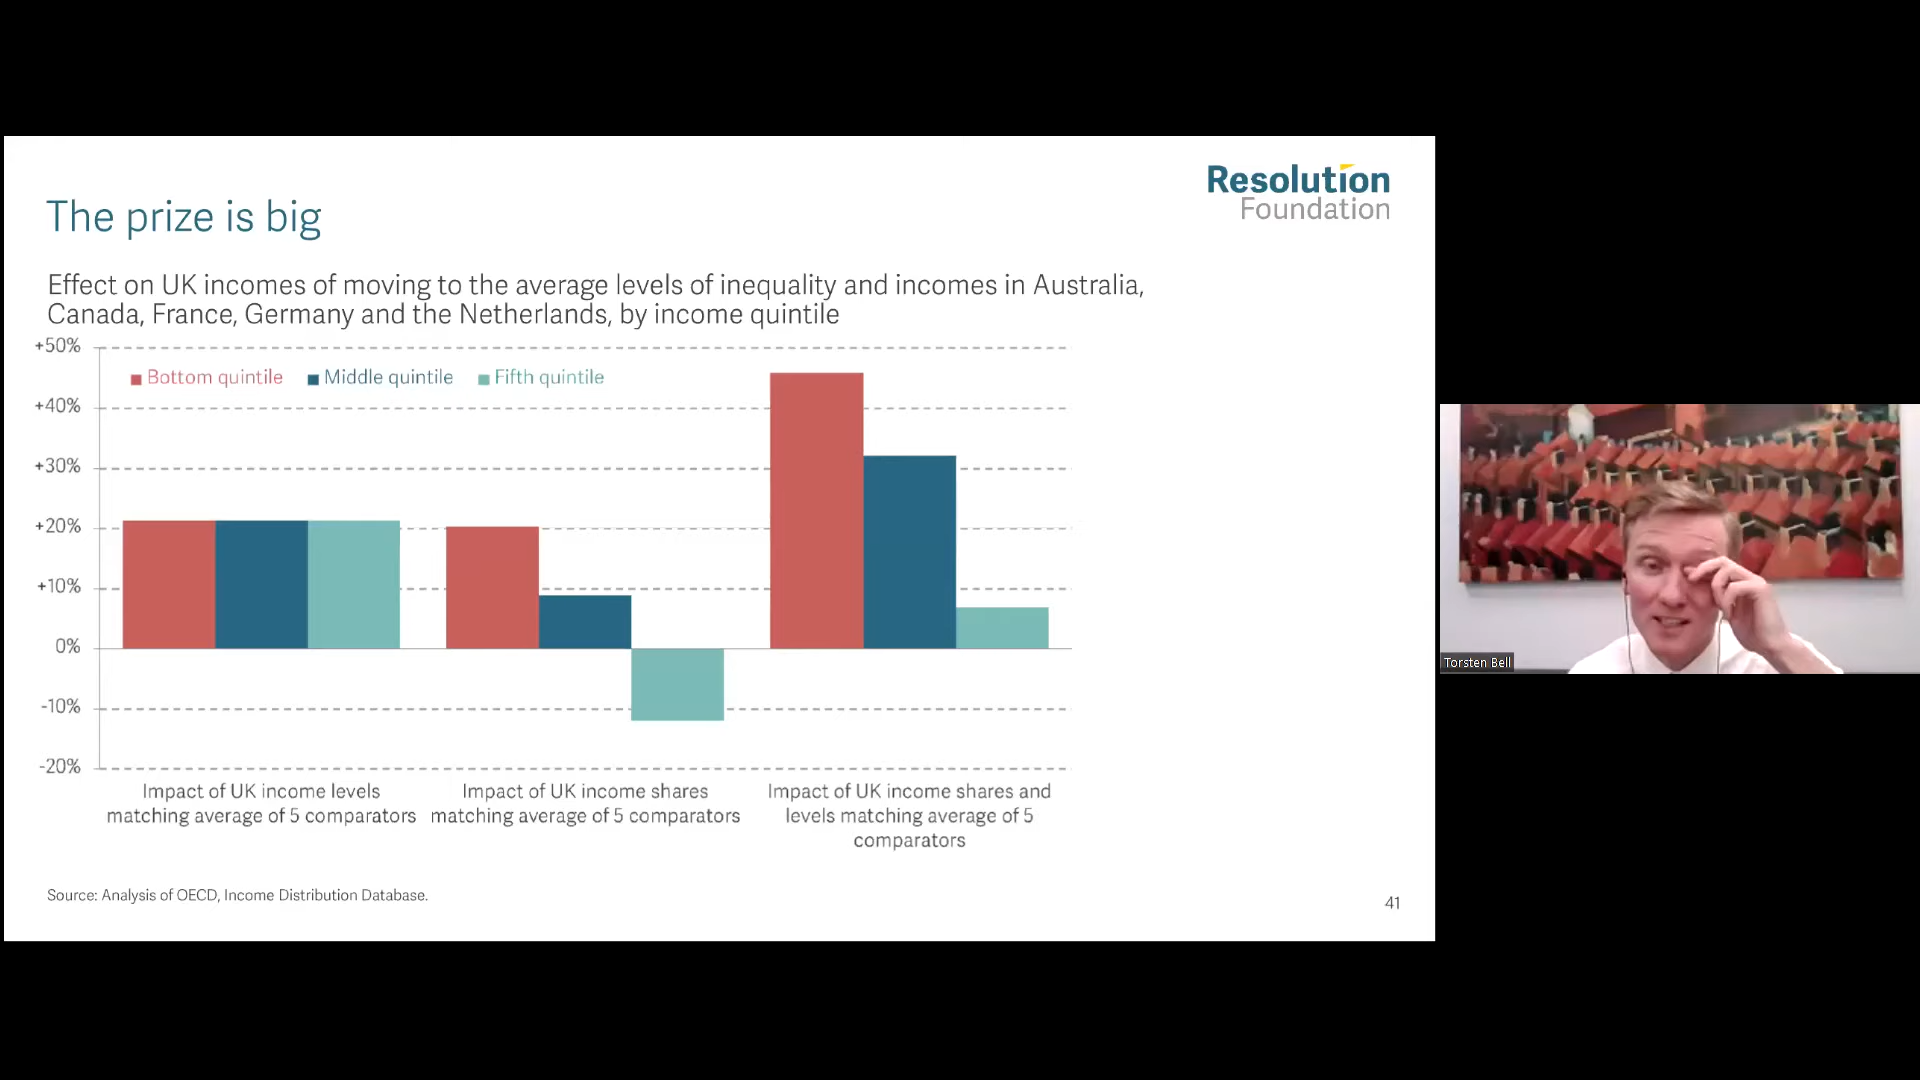 Resolution
Foundation
The prize is big
Effect on UK incomes of moving to the average levels of inequality and incomes in Australia,
Canada, France, Germany and the Netherlands, by income quintile
+50%
Bottom quintile Middle quintile Fifth quintile
+40%
+30%
+20%
+10%
0%
-10%
-20%
Impact of UK income levels
matching average of 5 comparators
Impact of UK income shares
matching average of 5 comparators
Impact of UK income shares and
levels matching average of 5
comparators
Source: Analysis of OECD, Income Distribution Database.
41
Torsten Bell